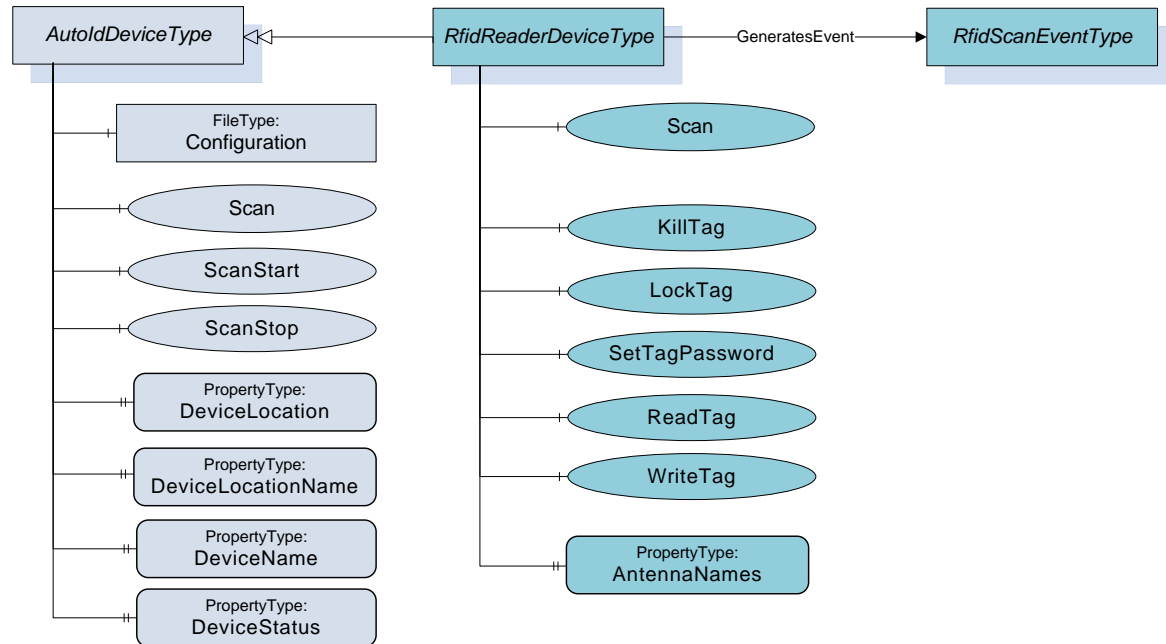 AutoIdDeviceType
RfidReaderDeviceType
GeneratesEvent
RfidScanEventType
FileType:
Configuration
Scan
ScanStart
ScanStop
PropertyType:
DeviceLocation
PropertyType:
DeviceLocationName
PropertyType:
DeviceName
PropertyType:
DeviceStatus
Scan
KillTag
LockTag
SetTagPassword
ReadTag
WriteTag
PropertyType:
AntennaNames